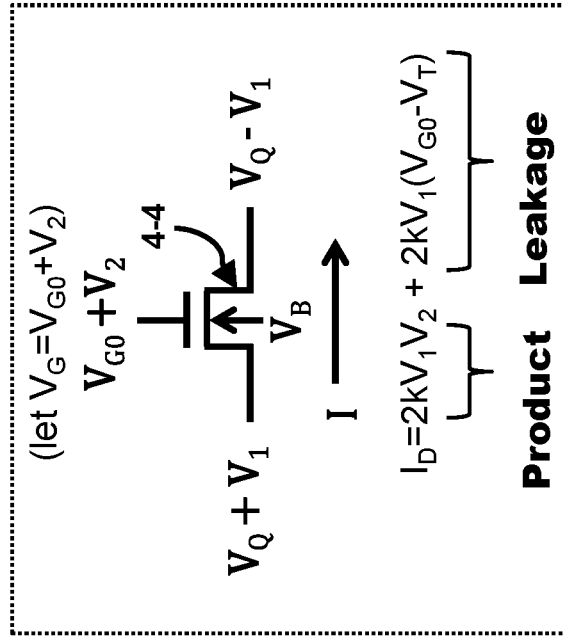 (let V_G=V_G0+V_2)
V_G0+V_2
4-4
V_Q + V_1
V_Q - V_1
V_B
I
I_D=2kV_1V_2 + 2kV_1(V_G0-V_T)
Product Leakage